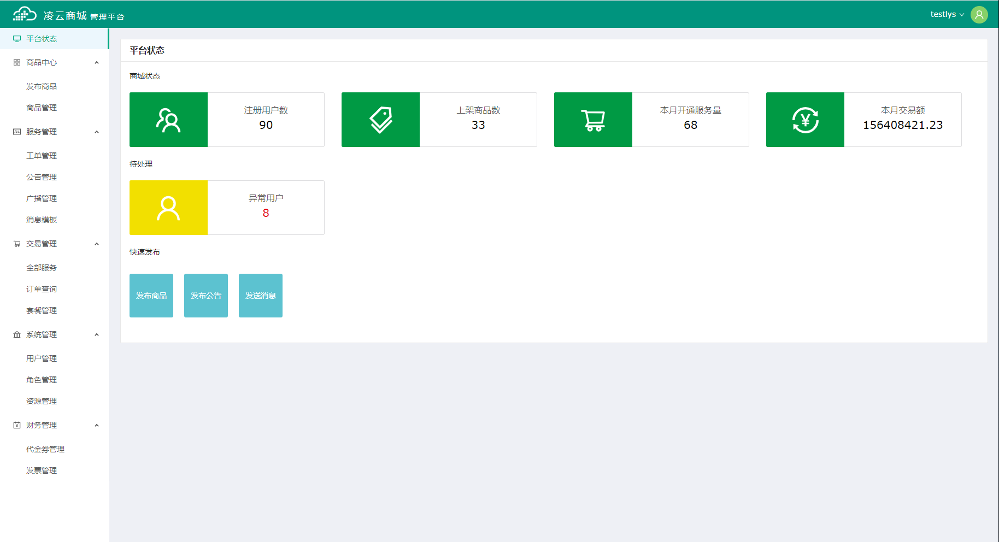 凌云商城 管理平台
testlys
平台状态
商品中心
发布商品
商品管理
服务管理
工单管理
公告管理
广播管理
消息模板
交易管理
全部服务
订单查询
套餐管理
系统管理
用户管理
角色管理
资源管理
财务管理
代金券管理
发票管理
平台状态
商城状态
注册用户数
90
上架商品数
33
本月开通服务量
68
本月交易额
156408421.23
待处理
异常用户
8
快速发布
发布商品
发布公告
发送消息